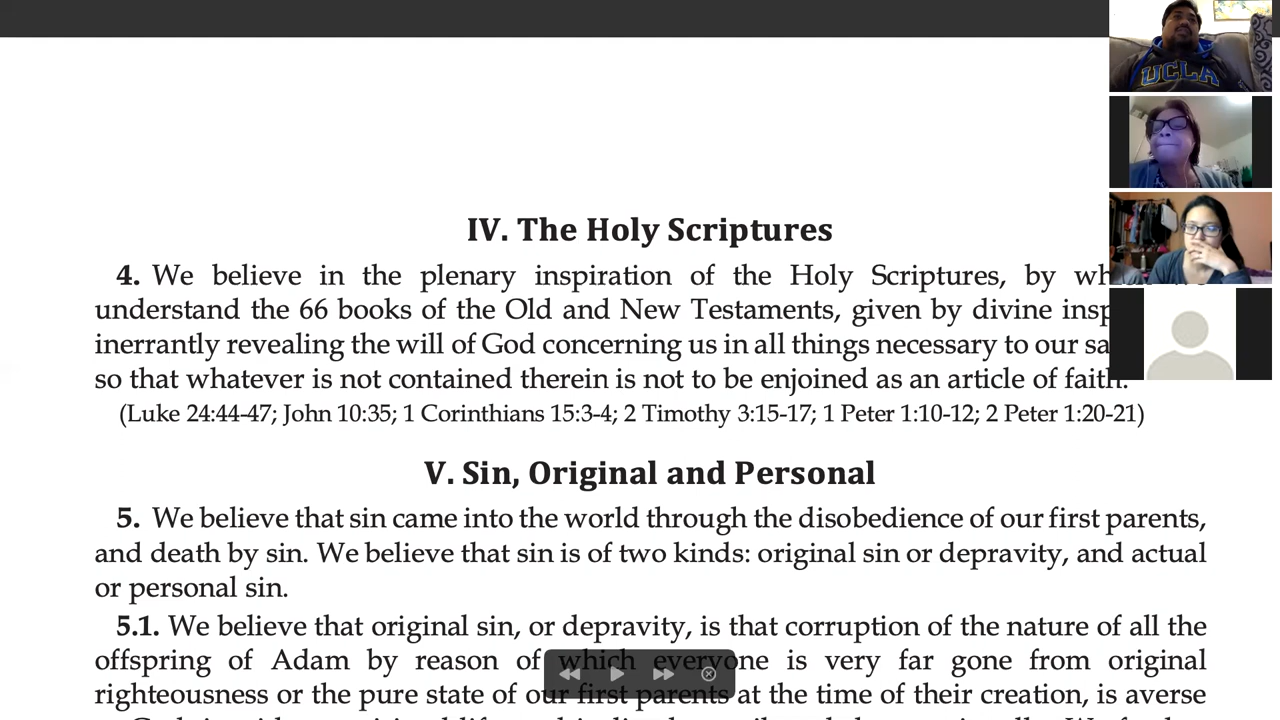 UCLA
IV. The Holy Scriptures
4. We believe in the plenary inspiration of the Holy Scriptures, by
understand the 66 books of the Old and New Testaments, given by divine
inerrantly revealing the will of God concerning us in all things necessary to our
so that whatever is not contained therein is not to be enjoined as an article of faith.
(Luke 24:44-47; John 10:35; 1 Corinthians 15:3-4; 2 Timothy 3:15-17; 1 Peter 1:10-12; 2 Peter 1:20-21)
V. Sin, Original and Personal
5. We believe that sin came into the world through the disobedience of our first parents,
and death by sin. We believe that sin is of two kinds: original sin or depravity, and actual
or personal sin.
5.1. We believe that original sin, or depravity, is that corruption of the nature of all the
offspring of Adam by reason of which everyone is very far gone from original
righteousness or the pure state of our first parents at the time of their creation, is averse